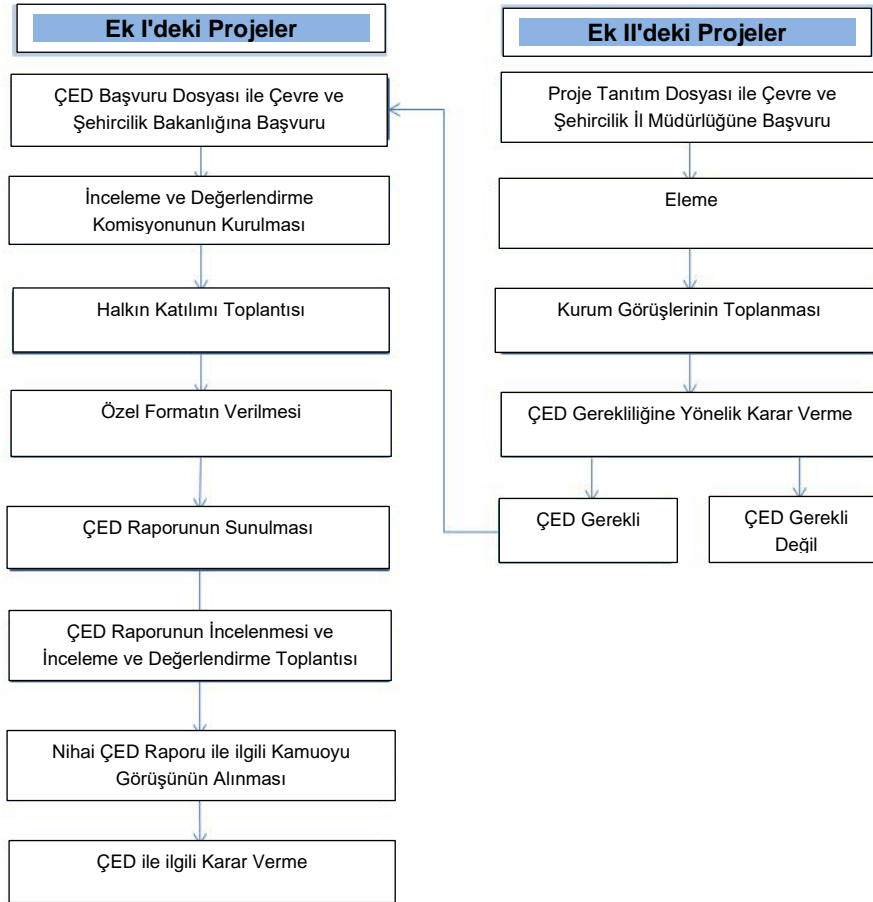 Ek I'deki Projeler
ÇED Başvuru Dosyası ile Çevre ve
Şehircilik Bakanlığına Başvuru
İnceleme ve Değerlendirme
Komisyonunun Kurulması
Halkın Katılımı Toplantısı
Özel Formatın Verilmesi
ÇED Raporunun Sunulması
ÇED Raporunun İncelenmesi ve
İnceleme ve Değerlendirme Toplantısı
Nihai ÇED Raporu ile ilgili Kamuoyu
Görüşünün Alınması
ÇED ile ilgili Karar Verme
Ek II'deki Projeler
Proje Tanıtım Dosyası ile Çevre ve
Şehircilik İl Müdürlüğüne Başvuru
Eleme
Kurum Görüşlerinin Toplanması
ÇED Gerekliliğine Yönelik Karar Verme
ÇED Gerekli
ÇED Gerekli
Değil